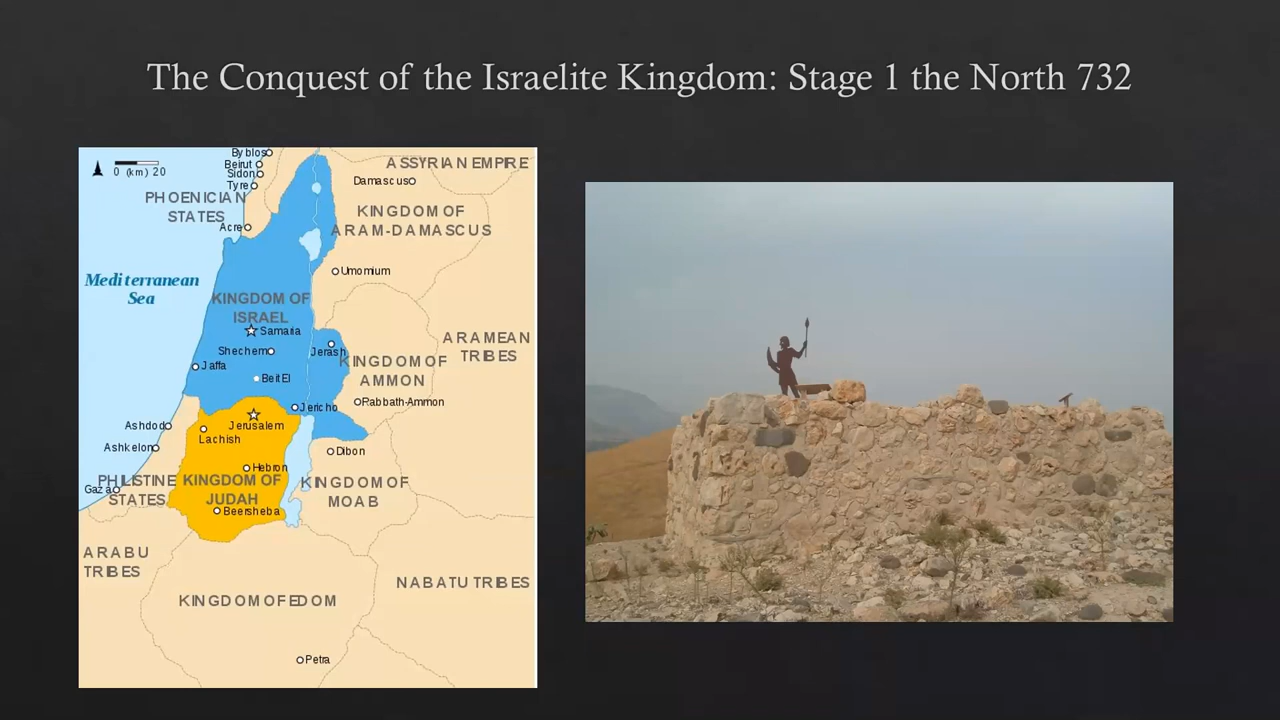 The Conquest of the Israelite Kingdom: Stage 1 the North 732
Byblos
Beirut
Sidon
Tyre
0 (km) 20
ASSYRIAN EMPIRE
Damascus
PHOENICIAN
STATES
KINGDOM OF
ARAM-DAMASCUS
Acre
Umomium
Mediterranean
Sea
KINGDOM OF
ISRAEL
Samaria
ARAMEAN
TRIBES
Shechem
Jerash
KINGDOM OF
AMMON
Jaffa
Beit El
Jericho
Rabbath-Ammon
Ashdod
Jerusalem
Lachish
Ashkelon
Dibon
Hebron
PHILISTINE
STATES
Gaza
KINGDOM OF
JUDAH
KINGDOM OF
MOAB
Beersheba
ARABU
TRIBES
NABATU TRIBES
KINGDOM OF EDOM
Petra